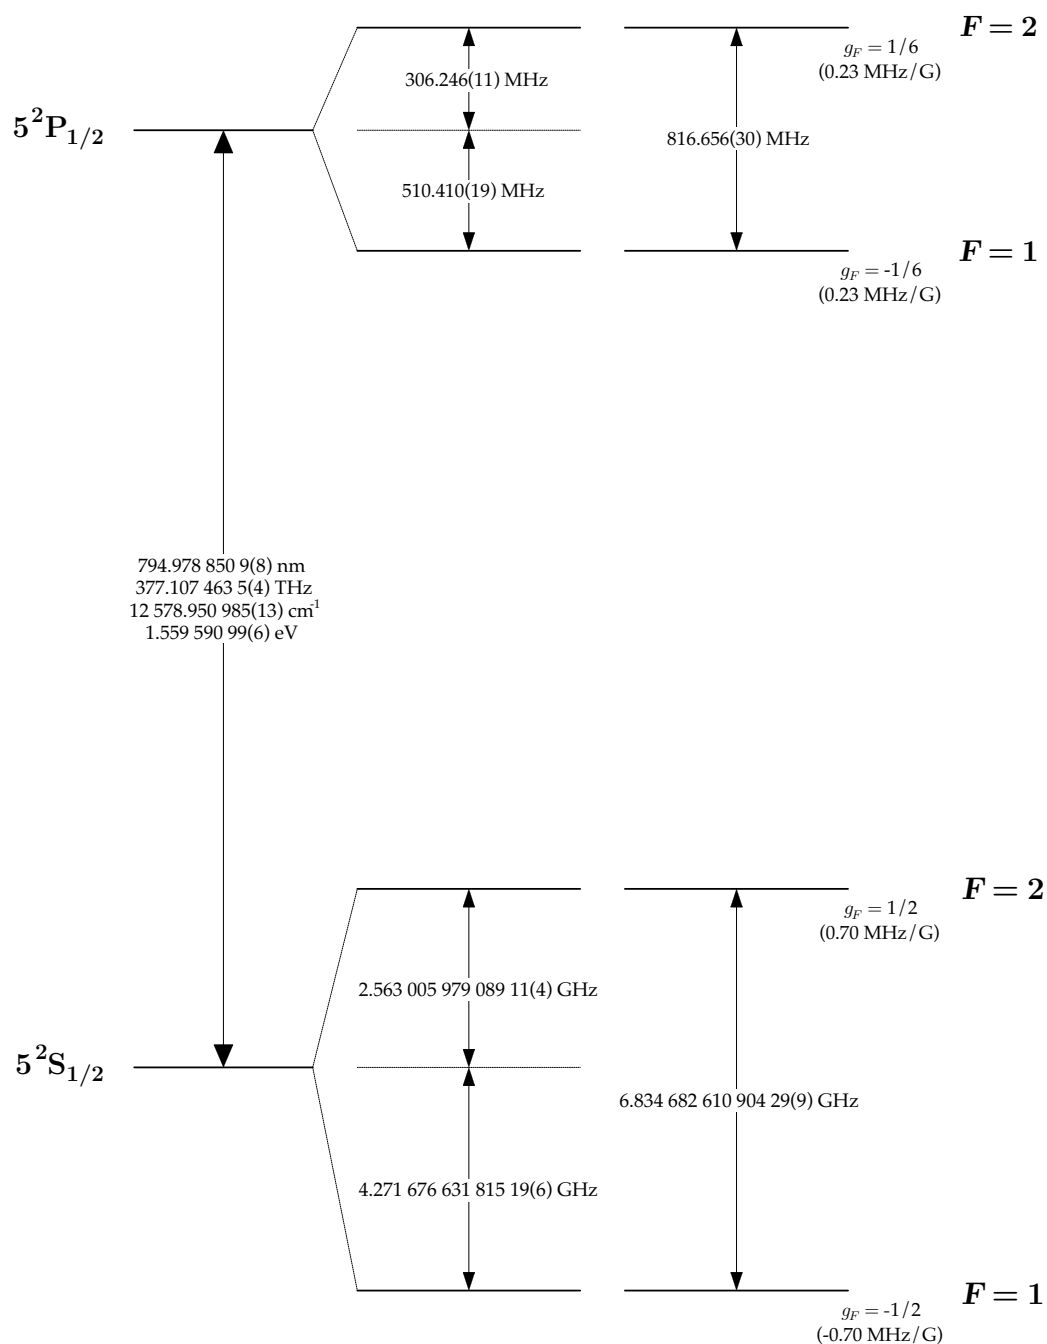 F = 2
g_F = 1/6
(0.23 MHz/G)
306.246(11) MHz
5 ²P₁/₂
816.656(30) MHz
510.410(19) MHz
F = 1
g_F = -1/6
(0.23 MHz/G)
794.978 850 9(8) nm
377.107 463 5(4) THz
12 578.950 985(13) cm⁻¹
1.559 590 99(6) eV
F = 2
g_F = 1/2
(0.70 MHz/G)
2.563 005 979 089 11(4) GHz
5 ²S₁/₂
6.834 682 610 904 29(9) GHz
4.271 676 631 815 19(6) GHz
F = 1
g_F = -1/2
(-0.70 MHz/G)